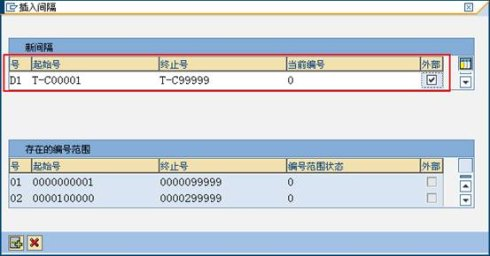 插入间隔
新间隔
号 起始号 终止号 当前编号 外部
D1 T-C00001 T-C99999 0
存在的编号范围
号 起始号 终止号 编号范围状态 外部
01 0000000001 0000099999 0
02 0000100000 0000299999 0